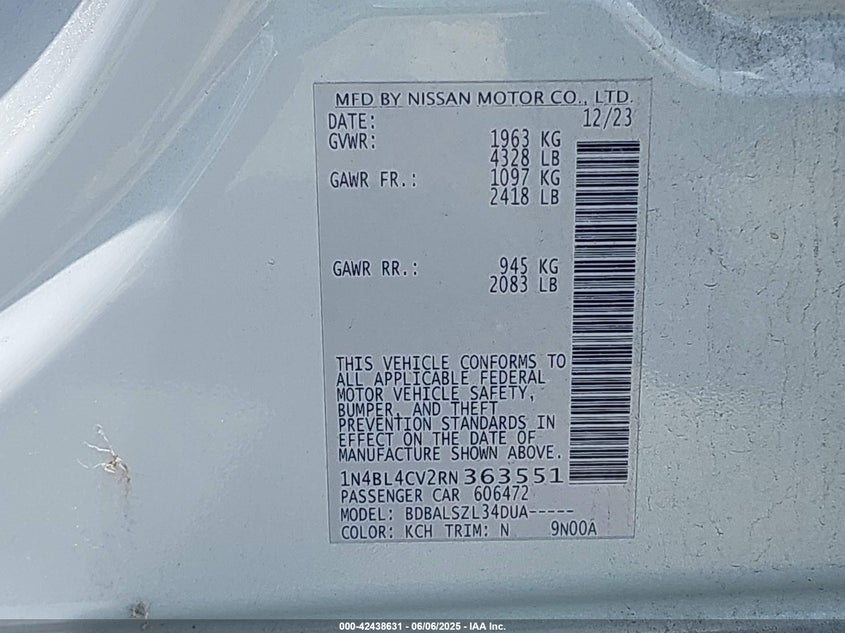 MFD BY NISSAN MOTOR CO., LTD.
DATE: 12/23
GVWR: 1963 KG
4328 LB
GAWR FR.: 1097 KG
2418 LB
GAWR RR.: 945 KG
2083 LB
THIS VEHICLE CONFORMS TO
ALL APPLICABLE FEDERAL
MOTOR VEHICLE SAFETY,
BUMPER, AND THEFT
PREVENTION STANDARDS IN
EFFECT ON THE DATE OF
MANUFACTURE SHOWN ABOVE.
1N4BL4CV2RN363551
PASSENGER CAR 606472
MODEL: BDBALSZL34DUA-----
COLOR: KCH TRIM: N 9N00A
000-42438631 - 06/06/2025 - IAA Inc.